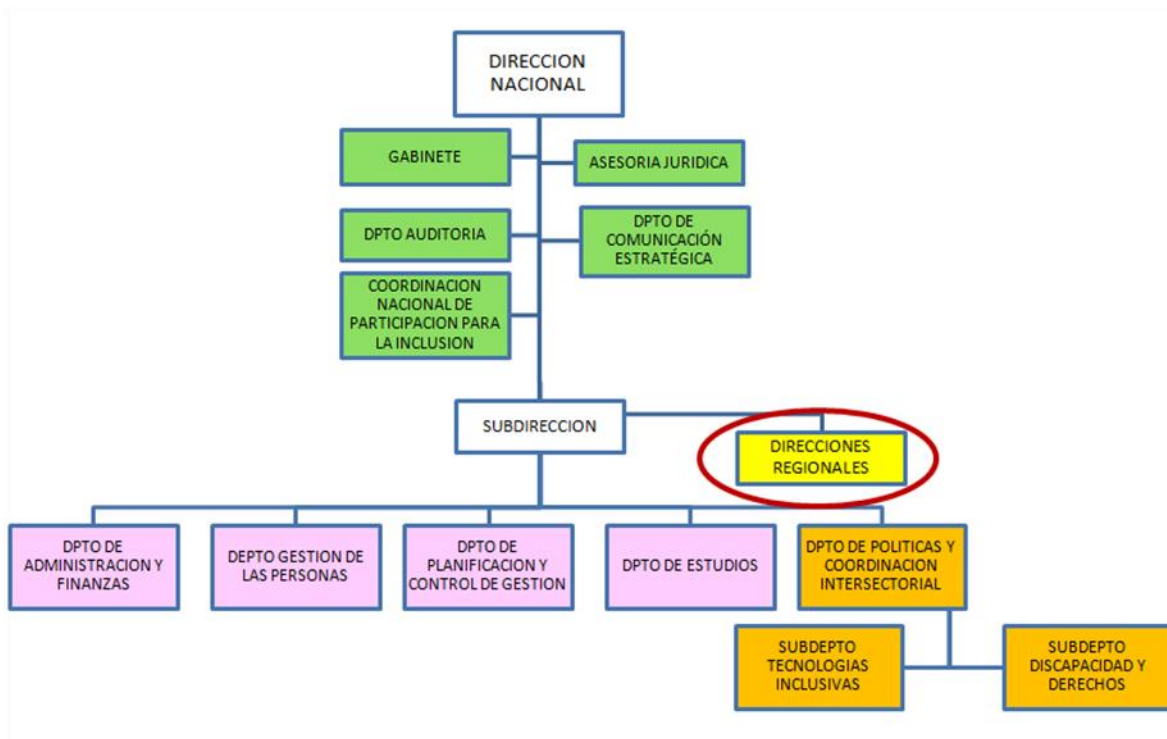 DIRECCION
NACIONAL
GABINETE
ASESORIA JURIDICA
DPTO AUDITORIA
DPTO DE
COMUNICACIÓN
ESTRATÉGICA
COORDINACION
NACIONAL DE
PARTICIPACION PARA
LA INCLUSION
SUBDIRECCION
DIRECCIONES
REGIONALES
DPTO DE
ADMINISTRACION Y
FINANZAS
DEPTO GESTION DE
LAS PERSONAS
DPTO DE
PLANIFICACION Y
CONTROL DE GESTION
DPTO DE ESTUDIOS
DPTO DE POLITICAS Y
COORDINACION
INTERSECTORIAL
SUBDEPTO
TECNOLOGIAS
INCLUSIVAS
SUBDEPTO
DISCAPACIDAD Y
DERECHOS